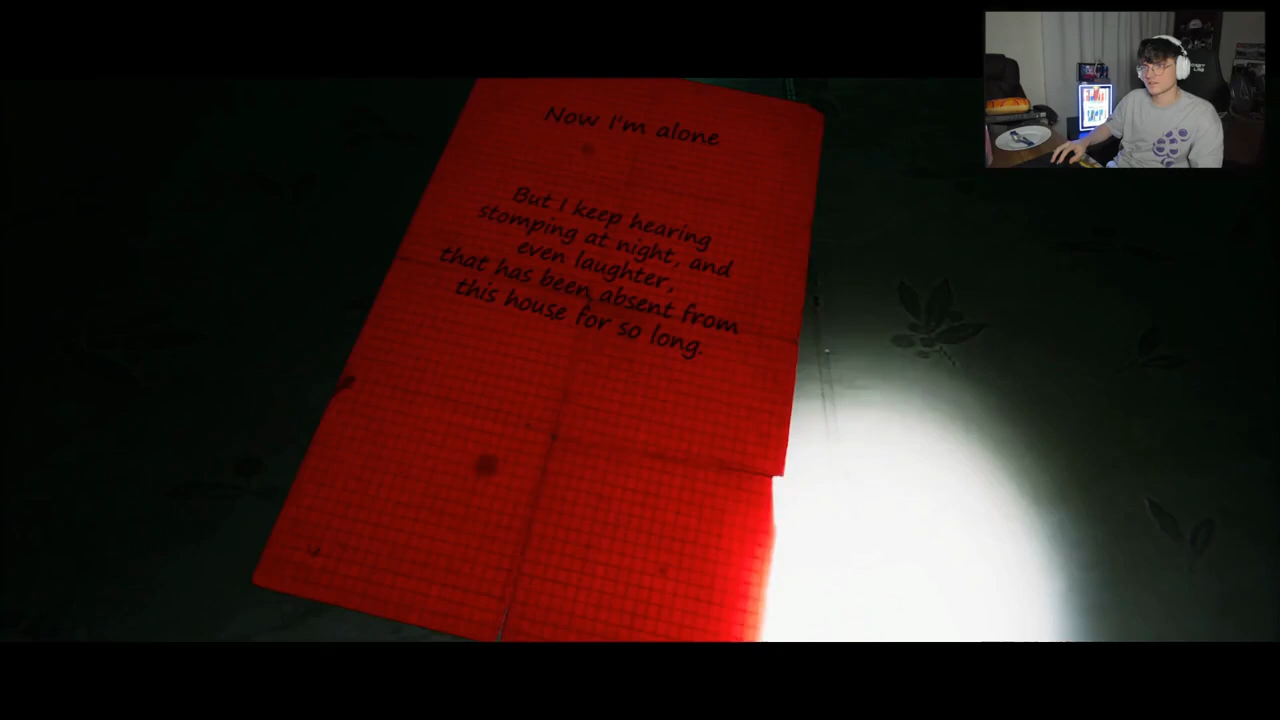 Now I'm alone
But I keep hearing
stomping at night, and
even laughter,
that has been absent from
this house for so long.